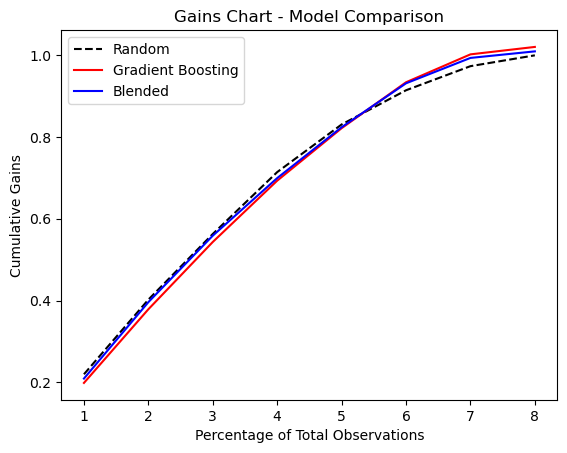 Gains Chart - Model Comparison
Random
Gradient Boosting
Blended
Cumulative Gains
1.0
0.8
0.6
0.4
0.2
1 2 3 4 5 6 7 8
Percentage of Total Observations